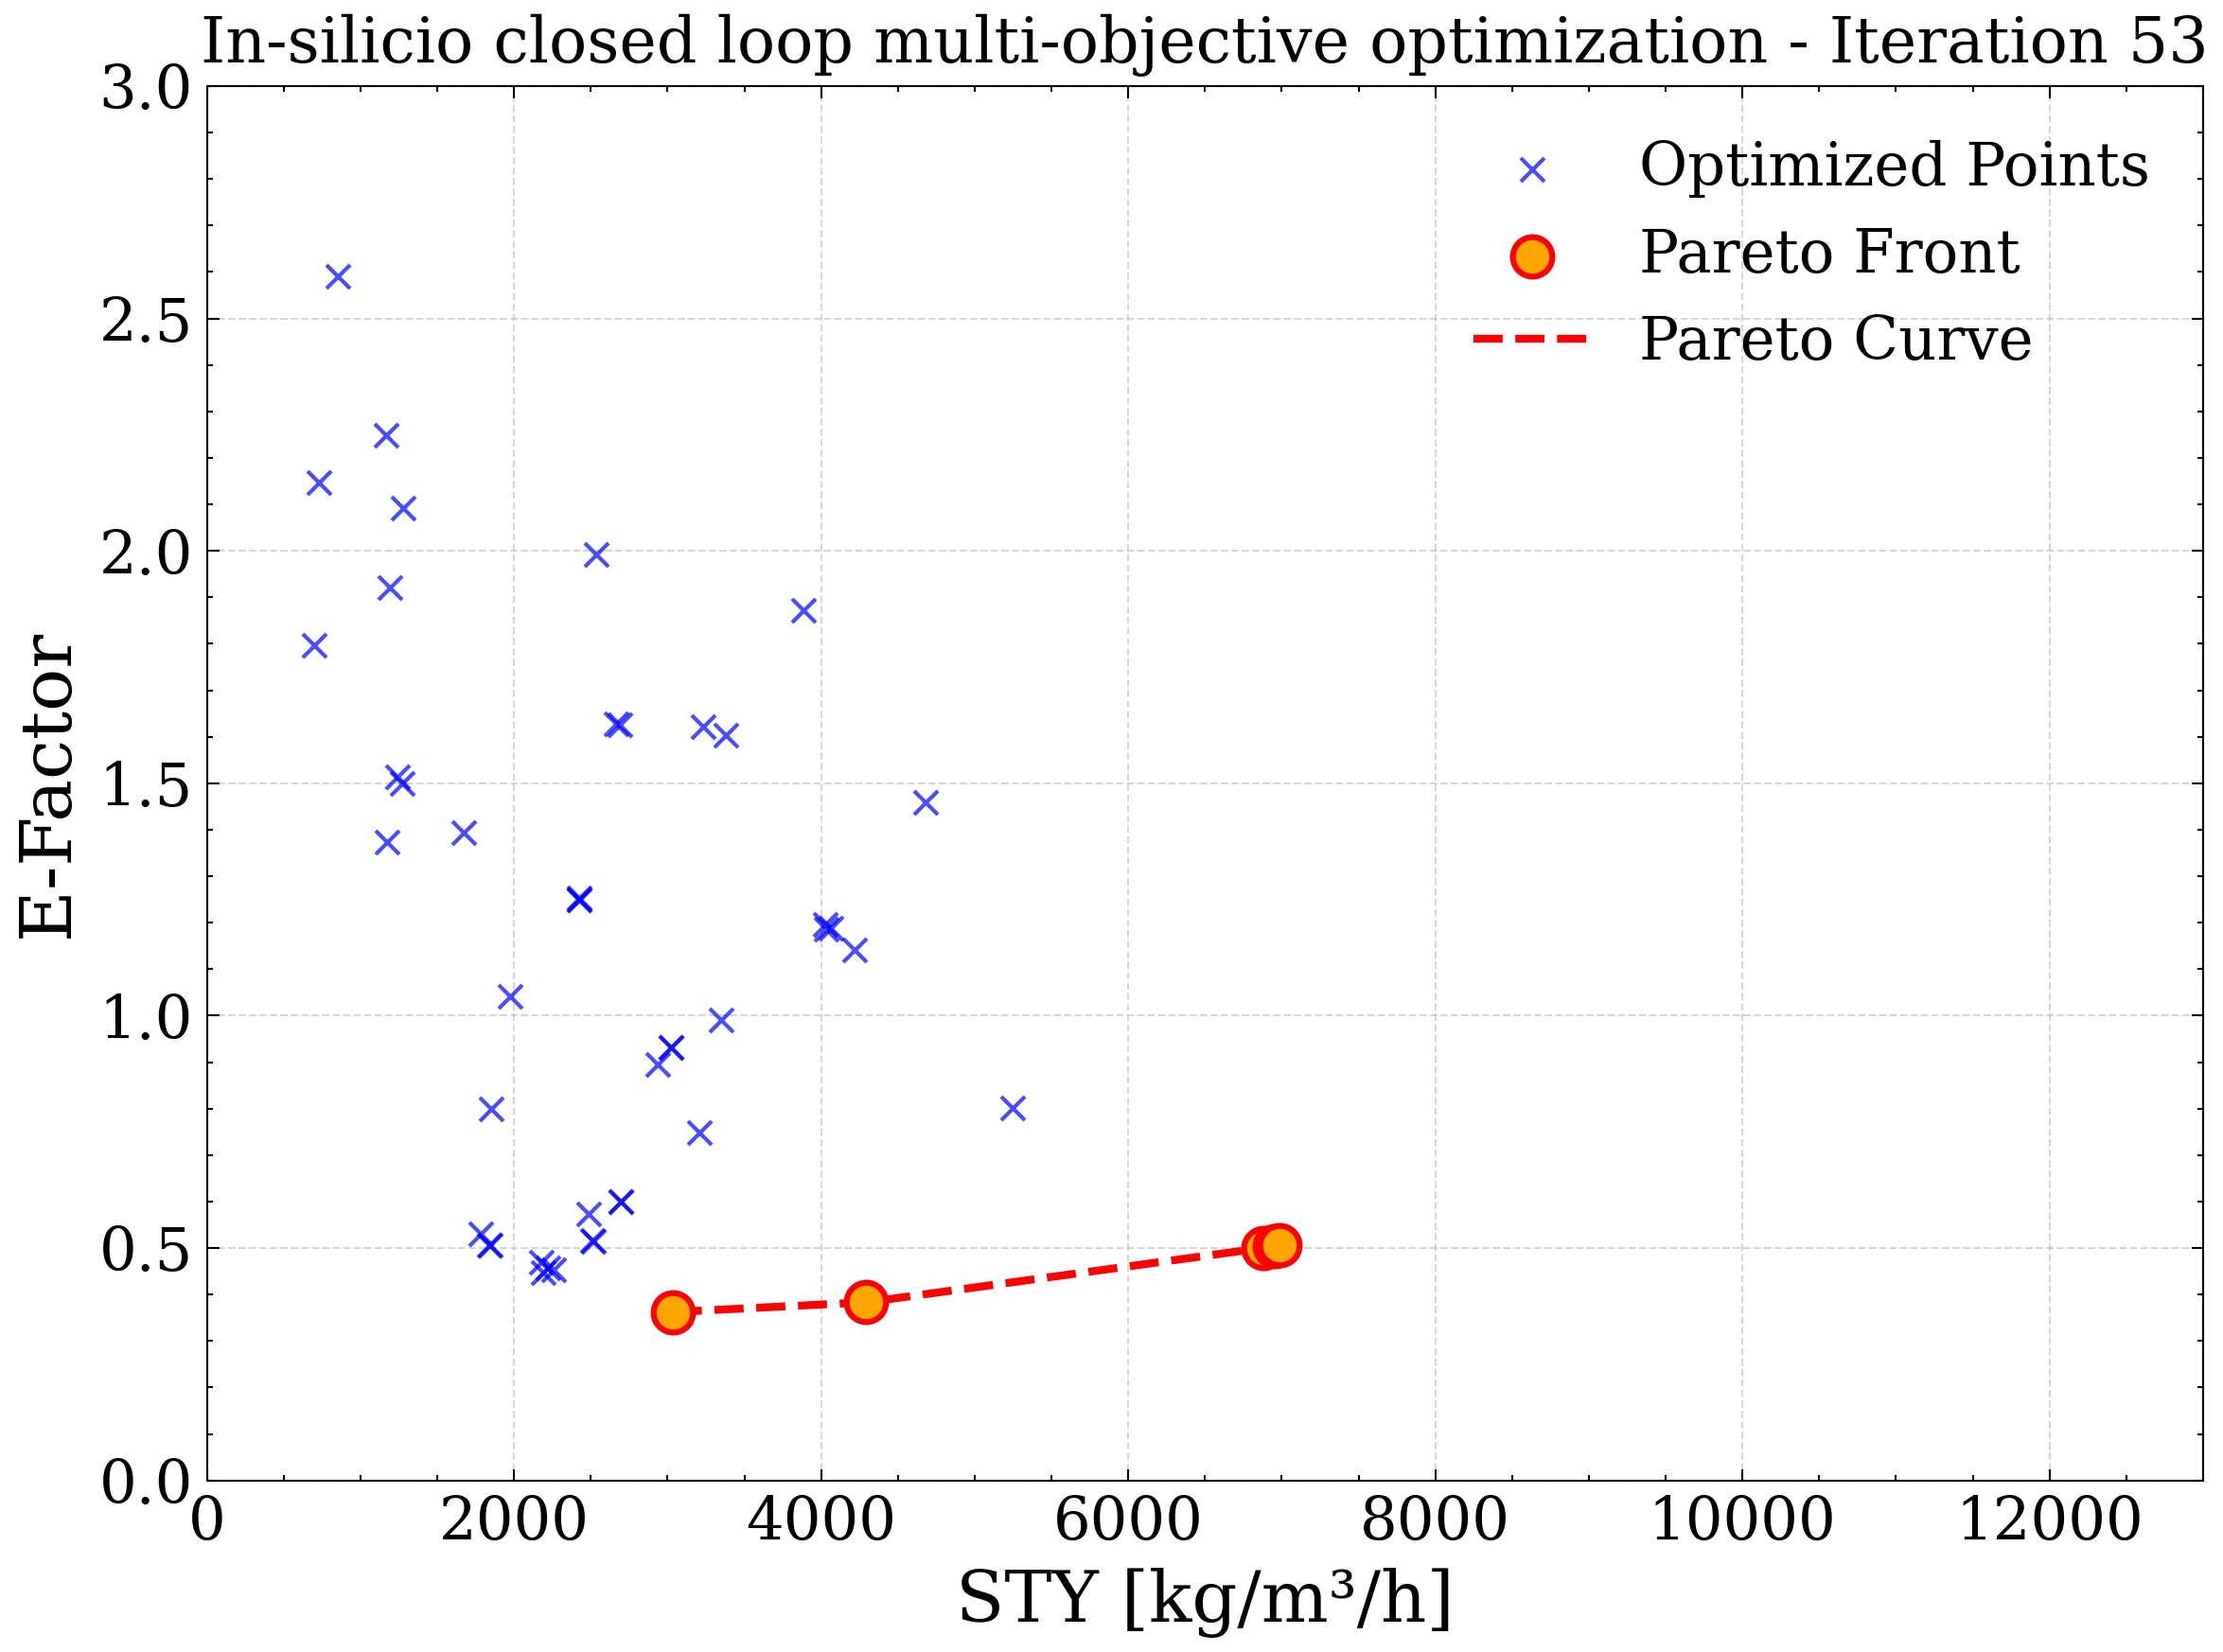 In-silicio closed loop multi-objective optimization - Iteration 53
3.0
2.5
2.0
1.5
1.0
0.5
0.0
E-Factor
Optimized Points
Pareto Front
Pareto Curve
0 2000 4000 6000 8000 10000 12000
STY [kg/m³/h]